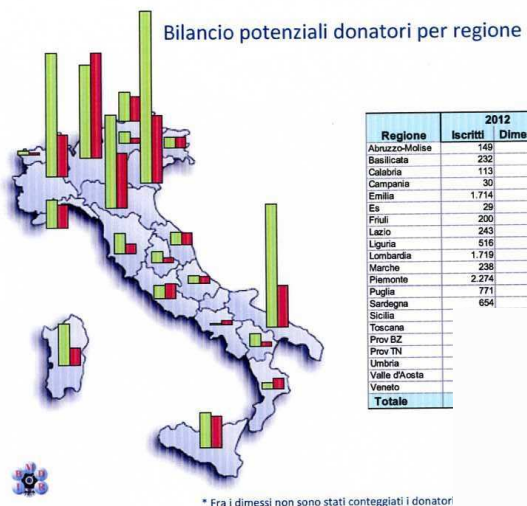 Bilancio potenziali donatori per regione
2012
Regione Iscritti Dime
Abruzzo-Molise 149
Basilicata 232
Calabria 113
Campania 30
Emilia 1.714
Es 29
Friuli 200
Lazio 243
Liguria 516
Lombardia 1.719
Marche 238
Piemonte 2.274
Puglia 771
Sardegna 654
Sicilia
Toscana
Prov BZ
Prov TN
Umbria
Valle d'Aosta
Veneto
Totale
* Fra i dimessi non sono stati conteggiati i donatori